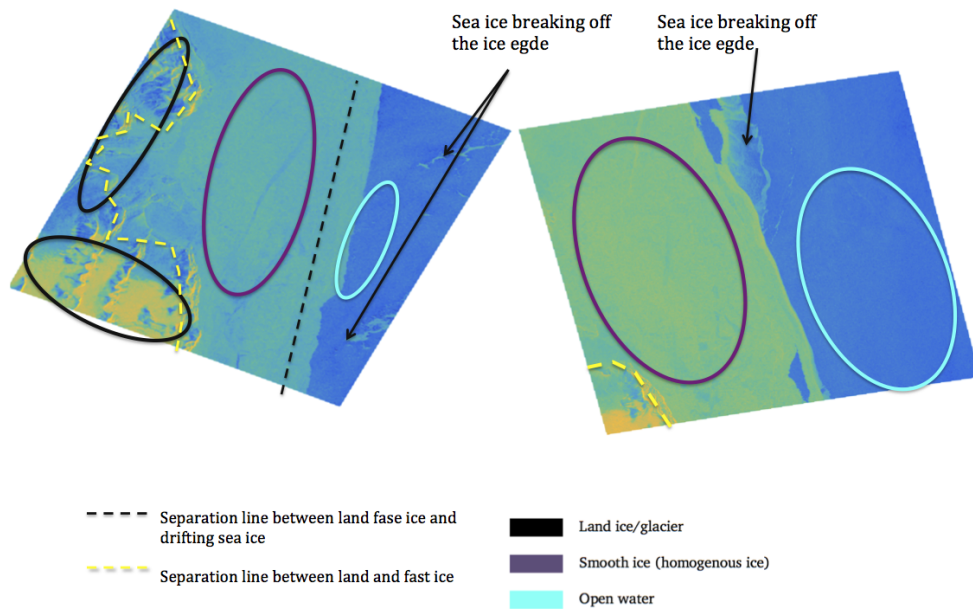 Sea ice breaking off
the ice egde
Sea ice breaking off
the ice egde
Separation line between land fase ice and
drifting sea ice
Separation line between land and fast ice
Land ice/glacier
Smooth ice (homogenous ice)
Open water